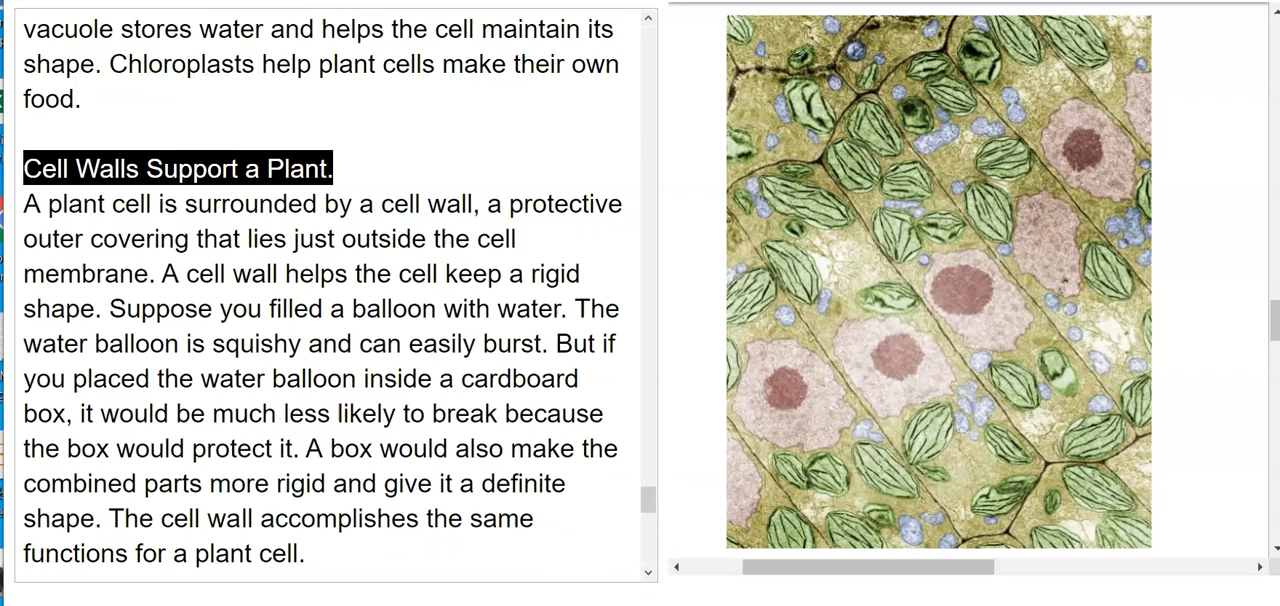 vacuole stores water and helps the cell maintain its
shape. Chloroplasts help plant cells make their own
food.
Cell Walls Support a Plant.
A plant cell is surrounded by a cell wall, a protective
outer covering that lies just outside the cell
membrane. A cell wall helps the cell keep a rigid
shape. Suppose you filled a balloon with water. The
water balloon is squishy and can easily burst. But if
you placed the water balloon inside a cardboard
box, it would be much less likely to break because
the box would protect it. A box would also make the
combined parts more rigid and give it a definite
shape. The cell wall accomplishes the same
functions for a plant cell.